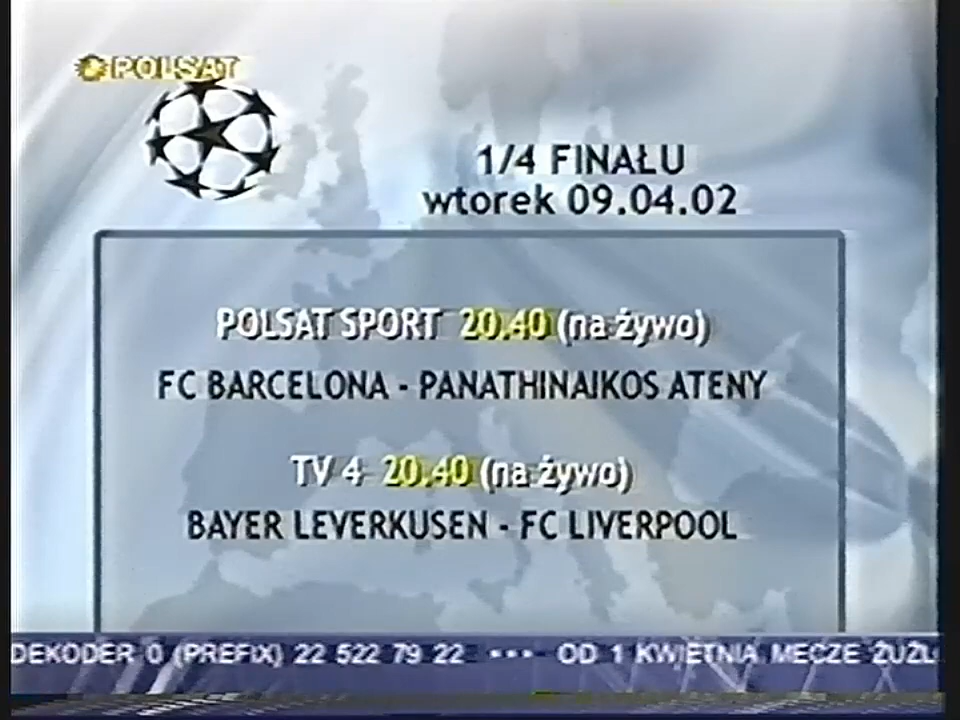 POLSAT
1/4 FINAŁU
wtorek 09.04.02
POLSAT SPORT 20.40 (na żywo)
FC BARCELONA - PANATHINAIKOS ATENY
TV 4 20.40 (na żywo)
BAYER LEVERKUSEN - FC LIVERPOOL
DEKODER 0 (PREFIX) 22 522 79 22 ••• OD 1 KWIETNIA MECZE ŻUŻL